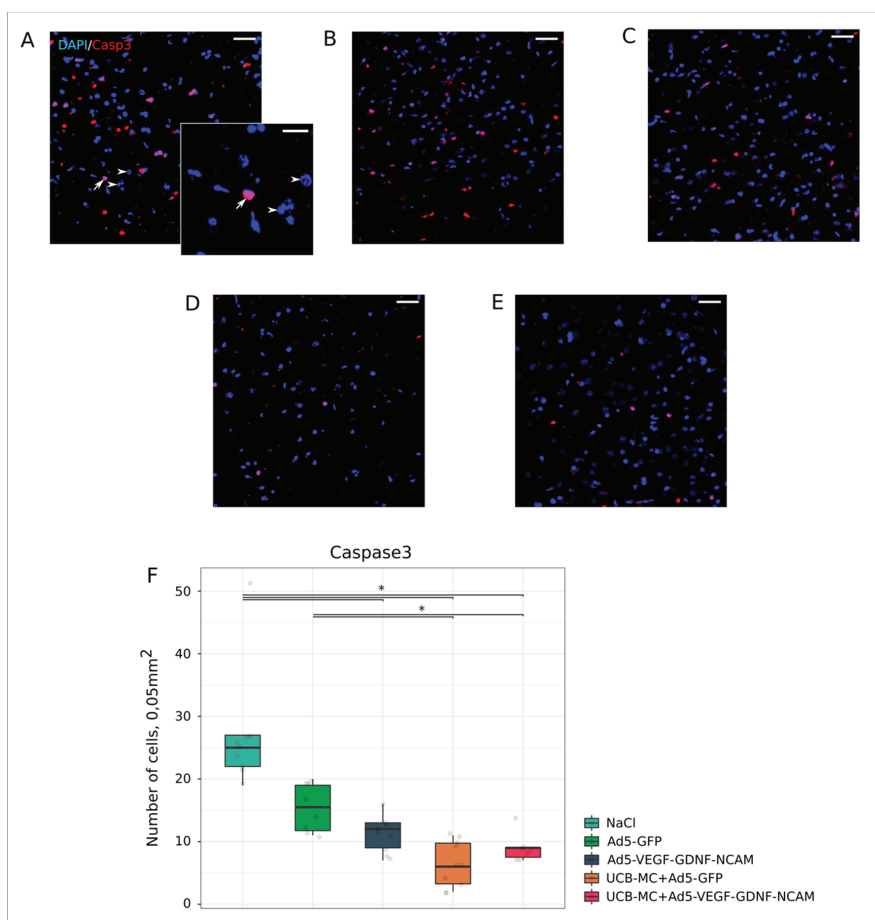 A
DAPI/Casp3
B
C
D
E
F
Caspase3
Number of cells, 0,05mm²
50
40
30
20
10
0
*
*
NaCl
Ad5-GFP
Ad5-VEGF-GDNF-NCAM
UCB-MC+Ad5-GFP
UCB-MC+Ad5-VEGF-GDNF-NCAM